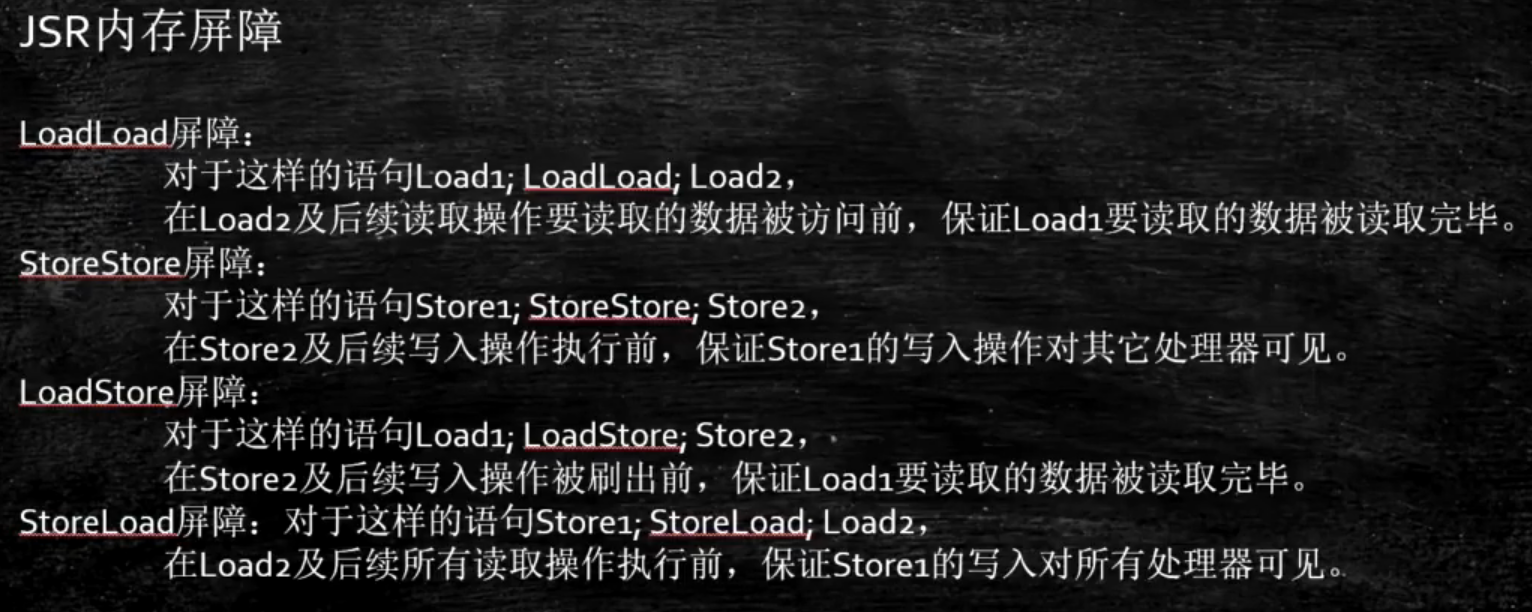 JSR内存屏障
LoadLoad屏障：
对于这样的语句Load1; LoadLoad; Load2，
在Load2及后续读取操作要读取的数据被访问前，保证Load1要读取的数据被读取完毕。
StoreStore屏障：
对于这样的语句Store1; StoreStore; Store2，
在Store2及后续写入操作执行前，保证Store1的写入操作对其它处理器可见。
LoadStore屏障：
对于这样的语句Load1; LoadStore; Store2，
在Store2及后续写入操作被刷出前，保证Load1要读取的数据被读取完毕。
StoreLoad屏障：对于这样的语句Store1; StoreLoad; Load2，
在Load2及后续所有读取操作执行前，保证Store1的写入对所有处理器可见。